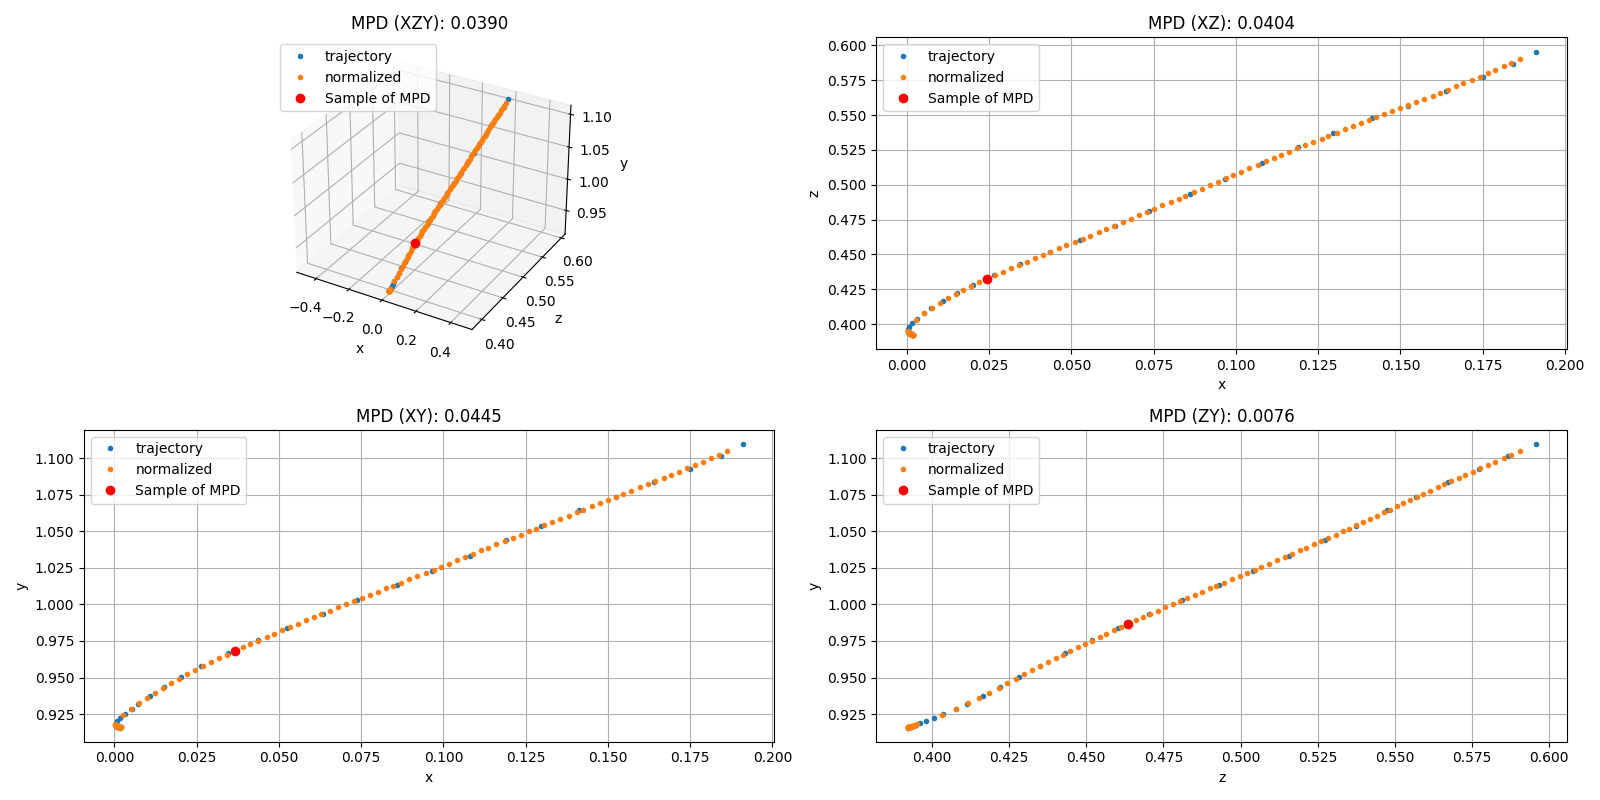 MPD (XZY): 0.0390
trajectory
normalized
Sample of MPD
1.10
1.05
1.00
0.95
y
0.60
0.55
0.50
0.45
0.40
z
−0.4
−0.2
0.0
0.2
0.4
x
MPD (XZ): 0.0404
trajectory
normalized
Sample of MPD
0.600
0.575
0.550
0.525
0.500
0.475
0.450
0.425
0.400
z
0.000 0.025 0.050 0.075 0.100 0.125 0.150 0.175 0.200
x
MPD (XY): 0.0445
trajectory
normalized
Sample of MPD
1.100
1.075
1.050
1.025
1.000
0.975
0.950
0.925
y
0.000 0.025 0.050 0.075 0.100 0.125 0.150 0.175 0.200
x
MPD (ZY): 0.0076
trajectory
normalized
Sample of MPD
1.100
1.075
1.050
1.025
1.000
0.975
0.950
0.925
y
0.400 0.425 0.450 0.475 0.500 0.525 0.550 0.575 0.600
z